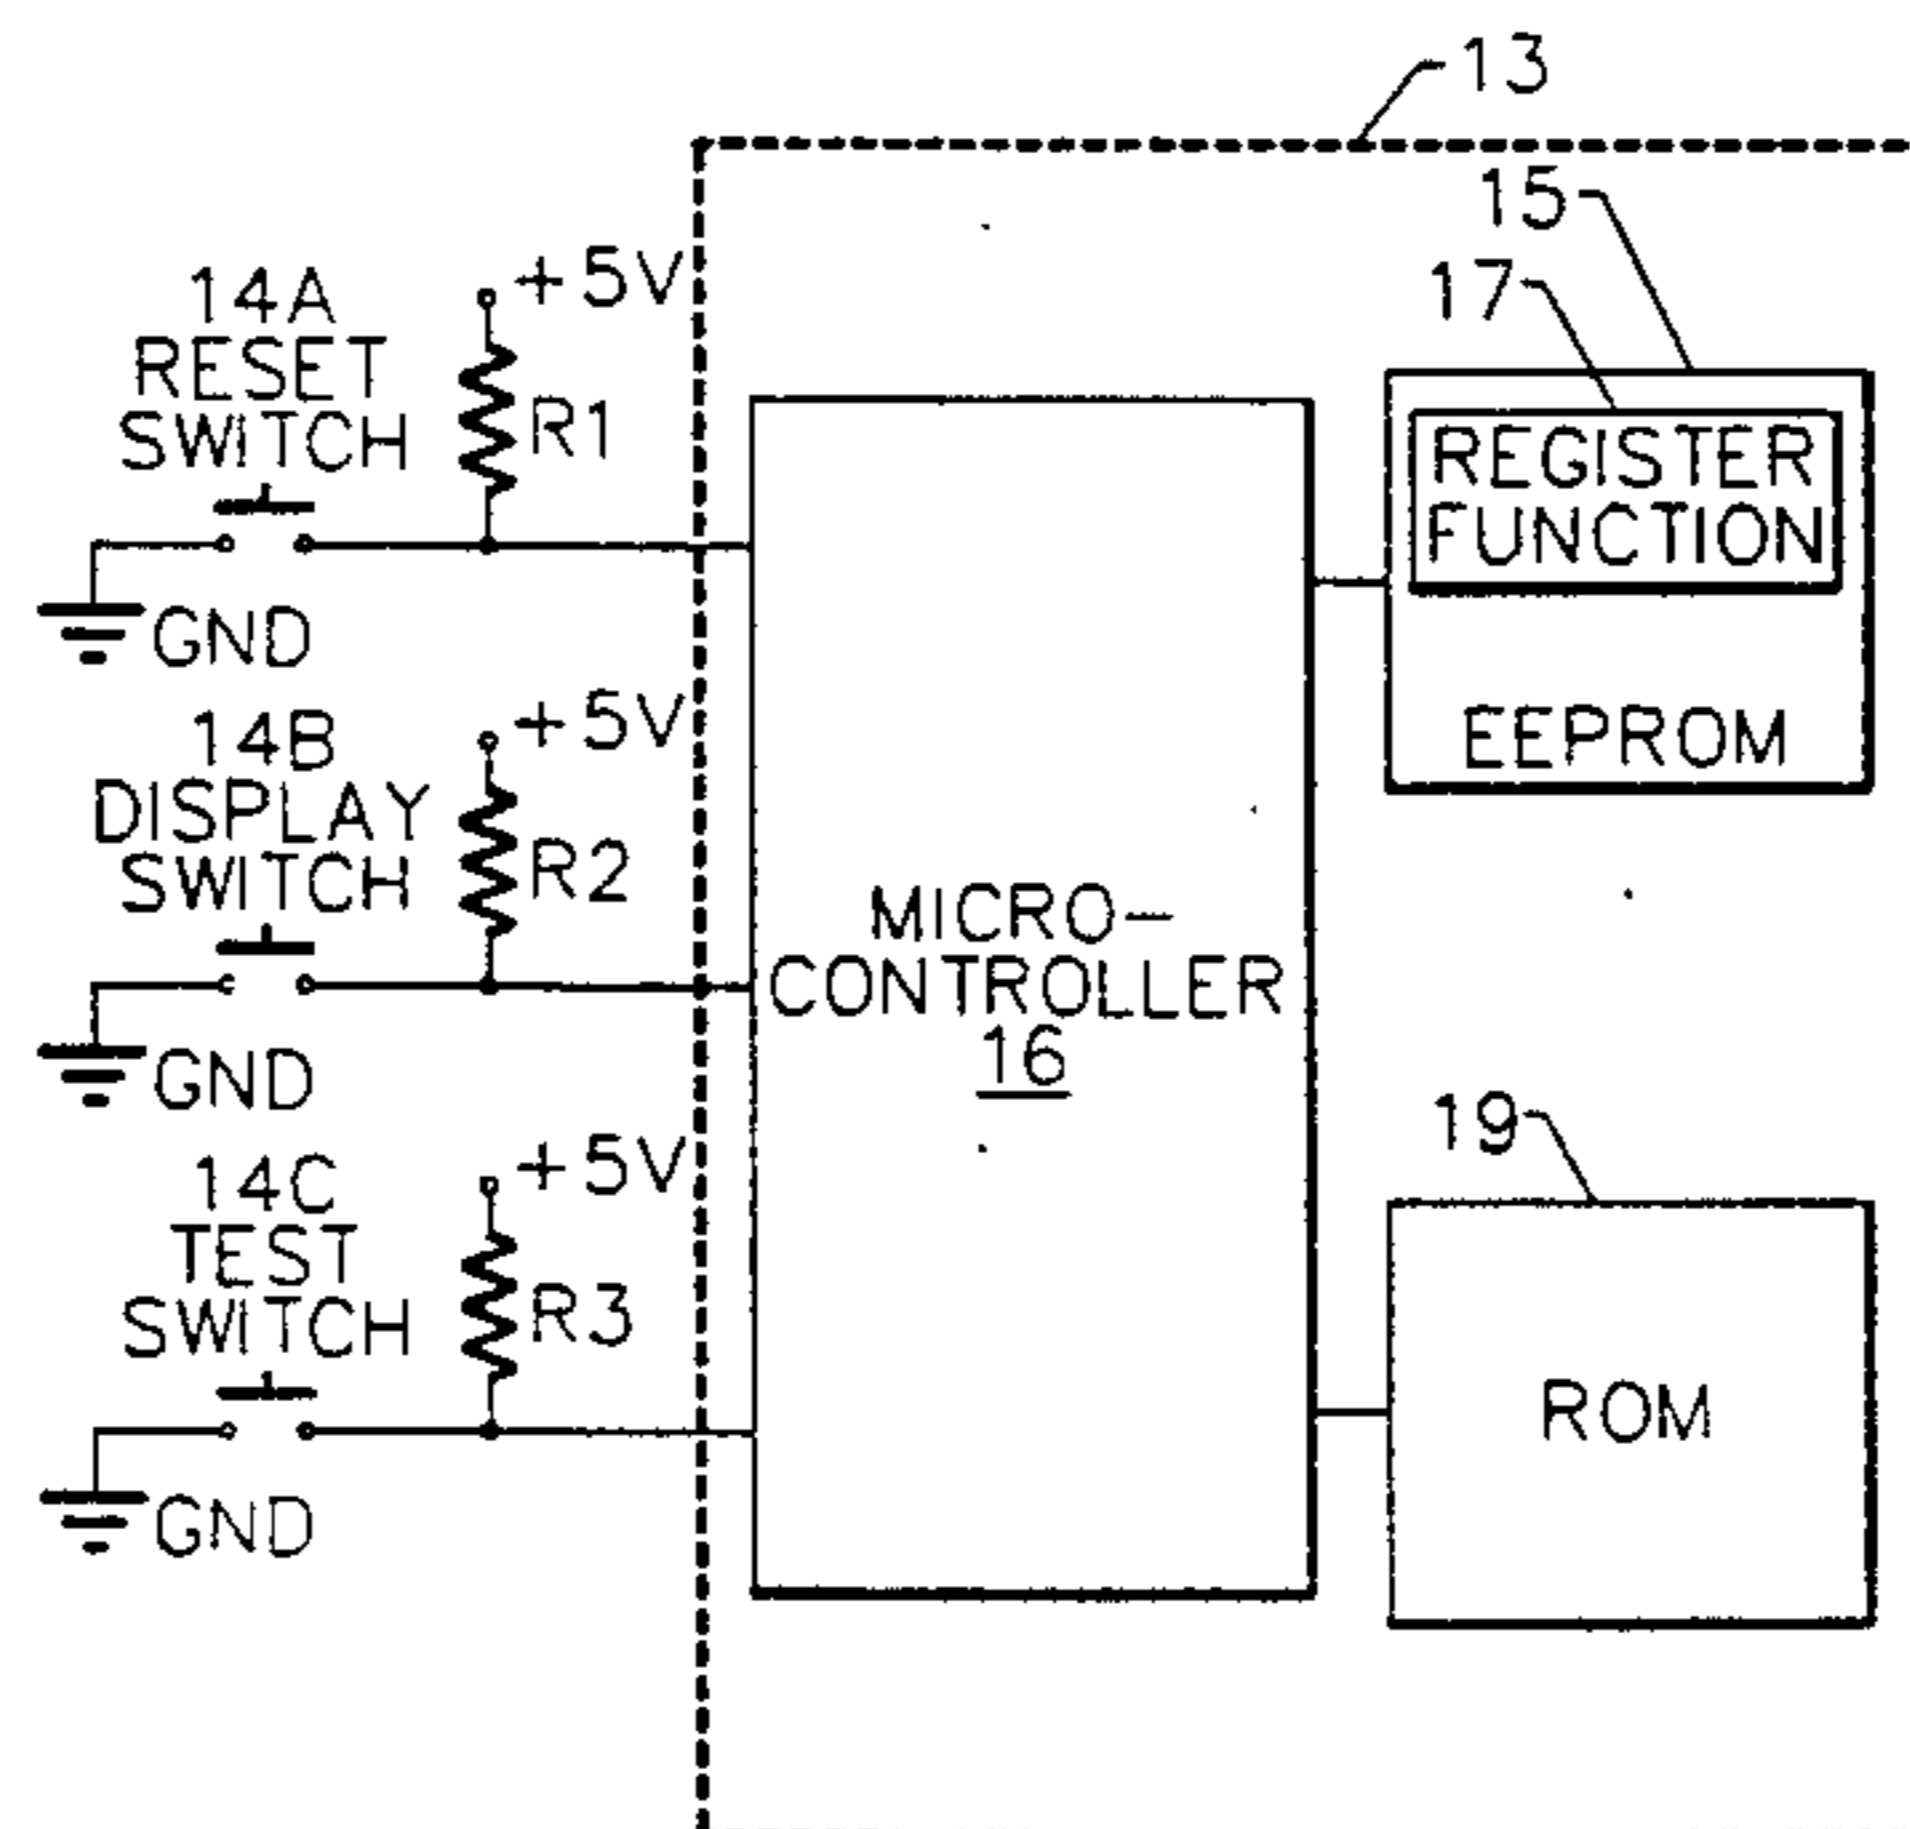 13
15
17
14A
RESET
SWITCH
+5V
R1
GND
REGISTER
FUNCTION
EEPROM
14B
DISPLAY
SWITCH
+5V
R2
GND
MICRO-
CONTROLLER
16
14C
TEST
SWITCH
+5V
R3
GND
19
ROM